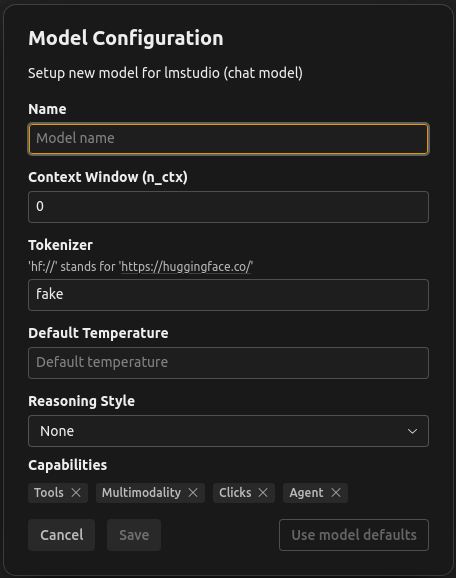 Model Configuration
Setup new model for lmstudio (chat model)
Name
Model name
Context Window (n_ctx)
0
Tokenizer
'hf://' stands for 'https://huggingface.co/'
fake
Default Temperature
Default temperature
Reasoning Style
None
Capabilities
Tools Multimodality Clicks Agent
Cancel Save Use model defaults